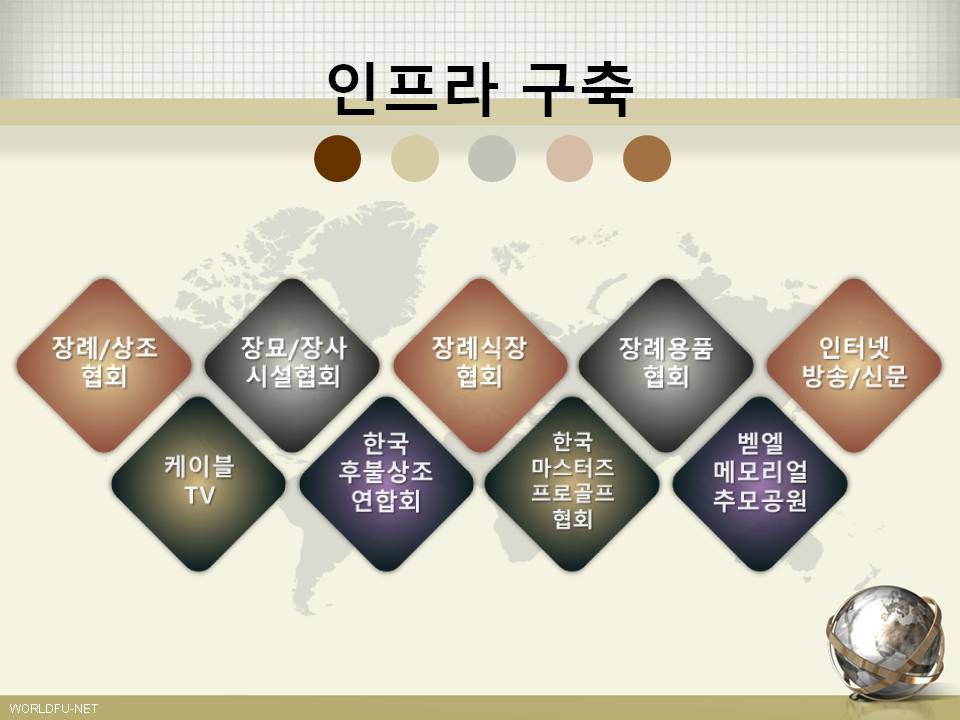 인프라 구축
장례/상조
협회
장묘/장사
시설협회
장례식장
협회
장례용품
협회
인터넷
방송/신문
케이블
TV
한국
후불상조
연합회
한국
마스터즈
프로골프
협회
벧엘
메모리얼
추모공원
WORLDFU-NET